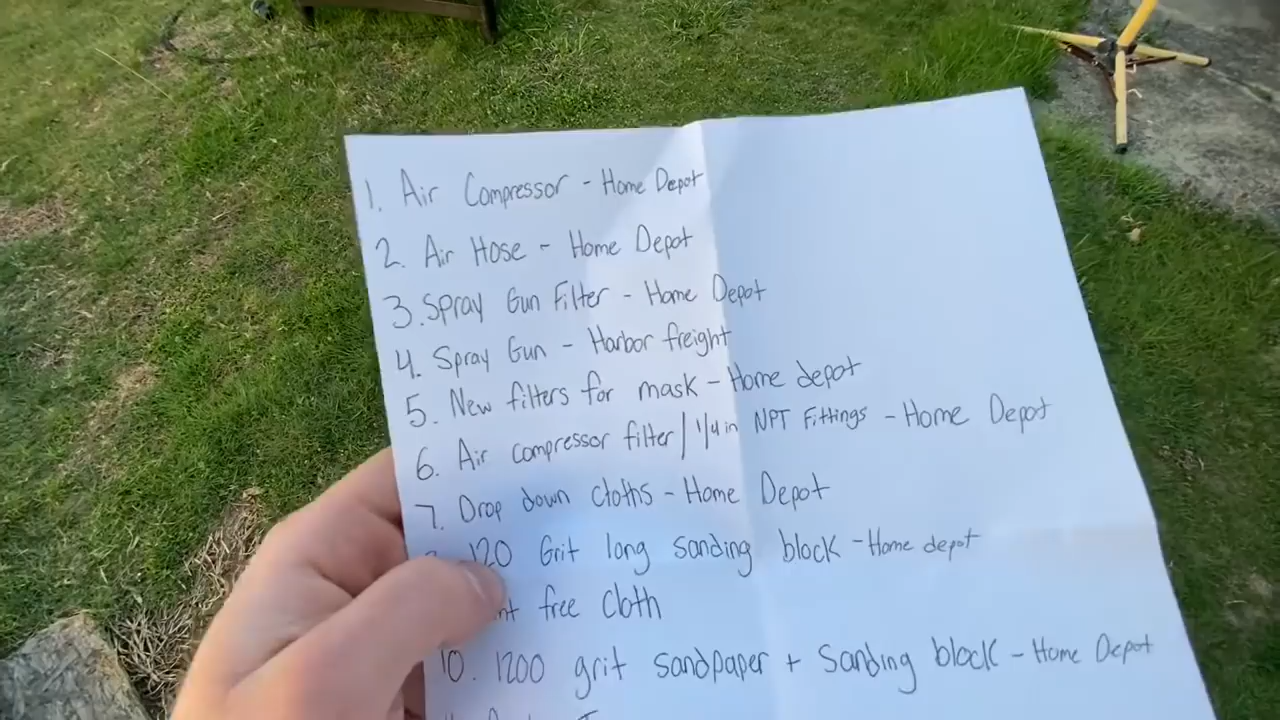 1. Air Compressor - Home Depot
2. Air Hose - Home Depot
3. Spray Gun Filter - Home Depot
4. Spray Gun - Harbor freight
5. New filters for mask - Home depot
6. Air compressor filter/ 1/4 in NPT Fittings - Home Depot
7. Drop down cloths - Home Depot
120 Grit long sanding block - Home depot
free cloth
10. 1200 grit sandpaper + Sanding block - Home Depot